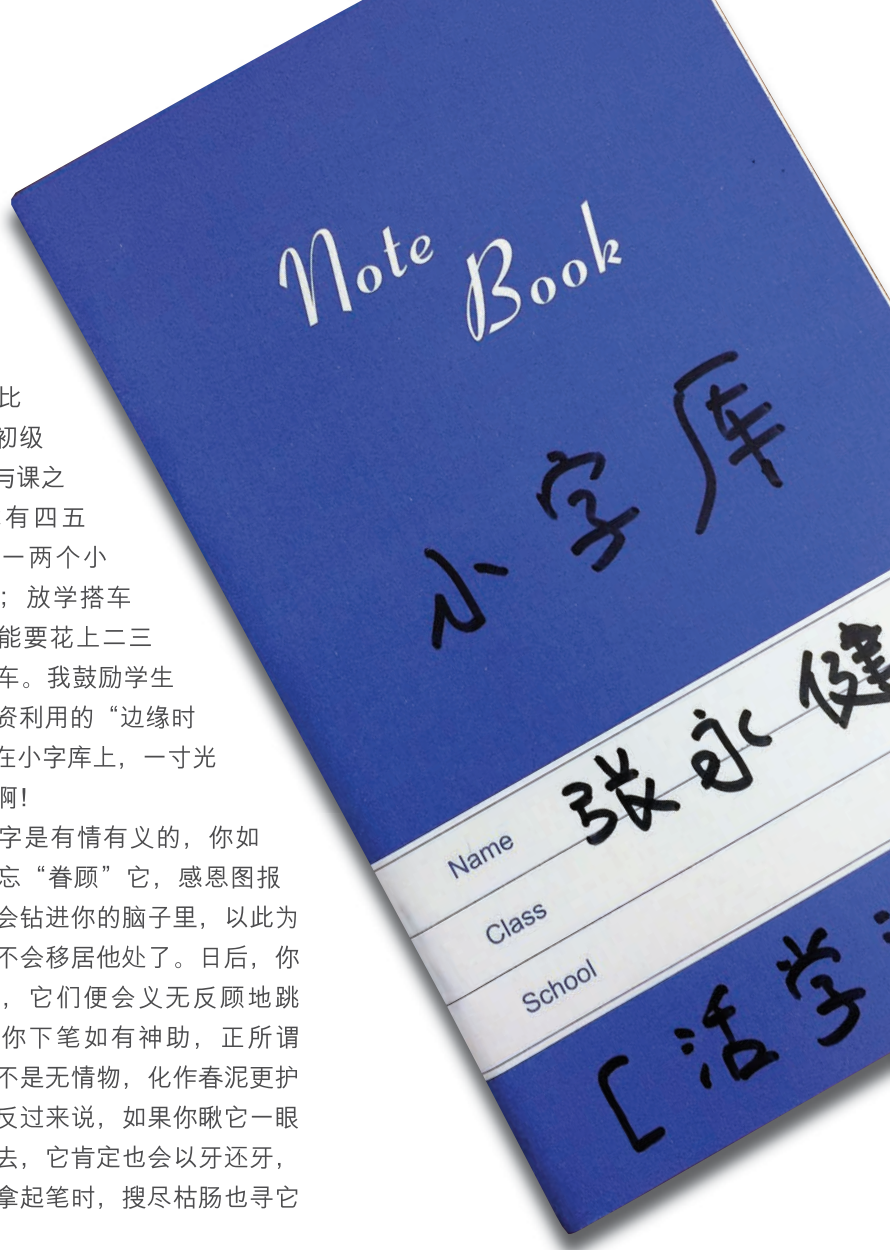 比
初级
与课之
有四五
一两个小
；放学搭车
能要花上二三
车。我鼓励学生
资利用的“边缘时
在小字库上，一寸光
啊！
字是有情有义的，你如
忘“眷顾”它，感恩图报
会钻进你的脑子里，以此为
不会移居他处了。日后，你
，它们便会义无反顾地跳
你下笔如有神助，正所谓
不是无情物，化作春泥更护
反过来说，如果你瞅它一眼
去，它肯定也会以牙还牙，
拿起笔时，搜尽枯肠也寻它
Note Book
小字库
Name 张永健
Class
School
[活学